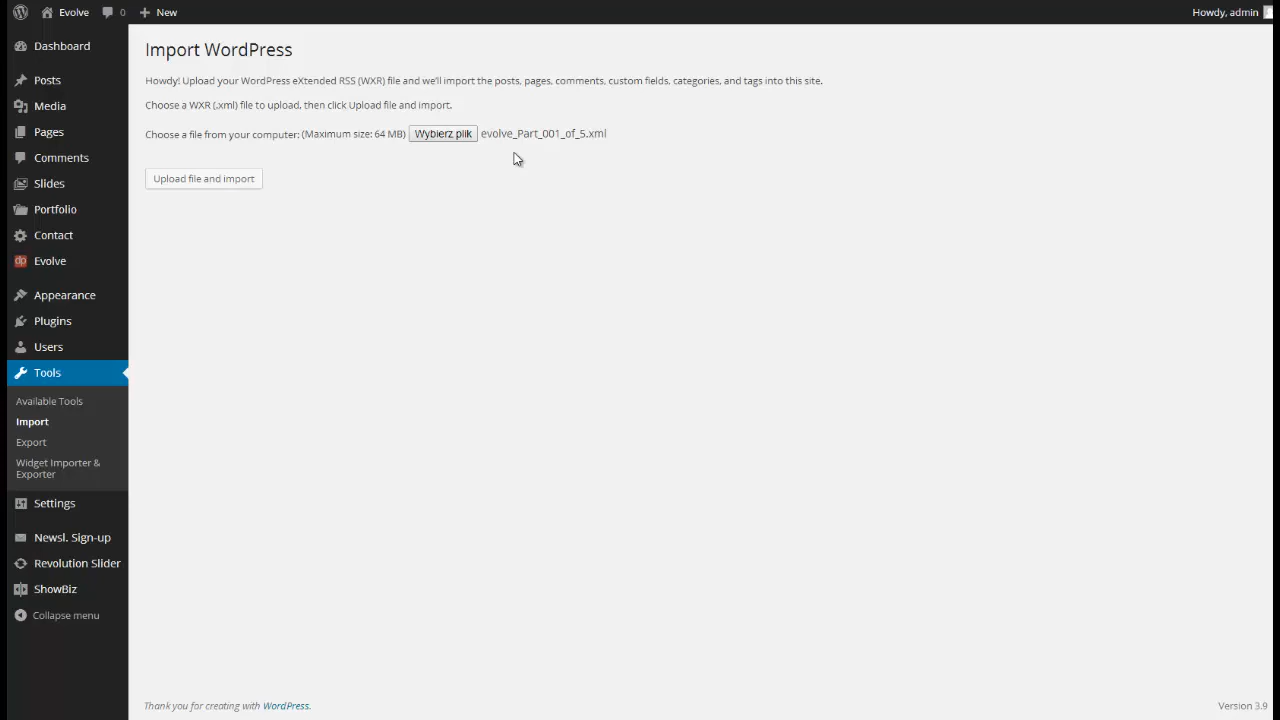 Evolve 0 New Howdy, admin
Dashboard
Posts
Media
Pages
Comments
Slides
Portfolio
Contact
dp Evolve
Appearance
Plugins
Users
Tools
Available Tools
Import
Export
Widget Importer &
Exporter
Settings
Newsl. Sign-up
Revolution Slider
ShowBiz
Collapse menu
Import WordPress
Howdy! Upload your WordPress eXtended RSS (WXR) file and we'll import the posts, pages, comments, custom fields, categories, and tags into this site.
Choose a WXR (.xml) file to upload, then click Upload file and import.
Choose a file from your computer: (Maximum size: 64 MB) Wybierz plik evolve_Part_001_of_5.xml
Upload file and import
Thank you for creating with WordPress. Version 3.9